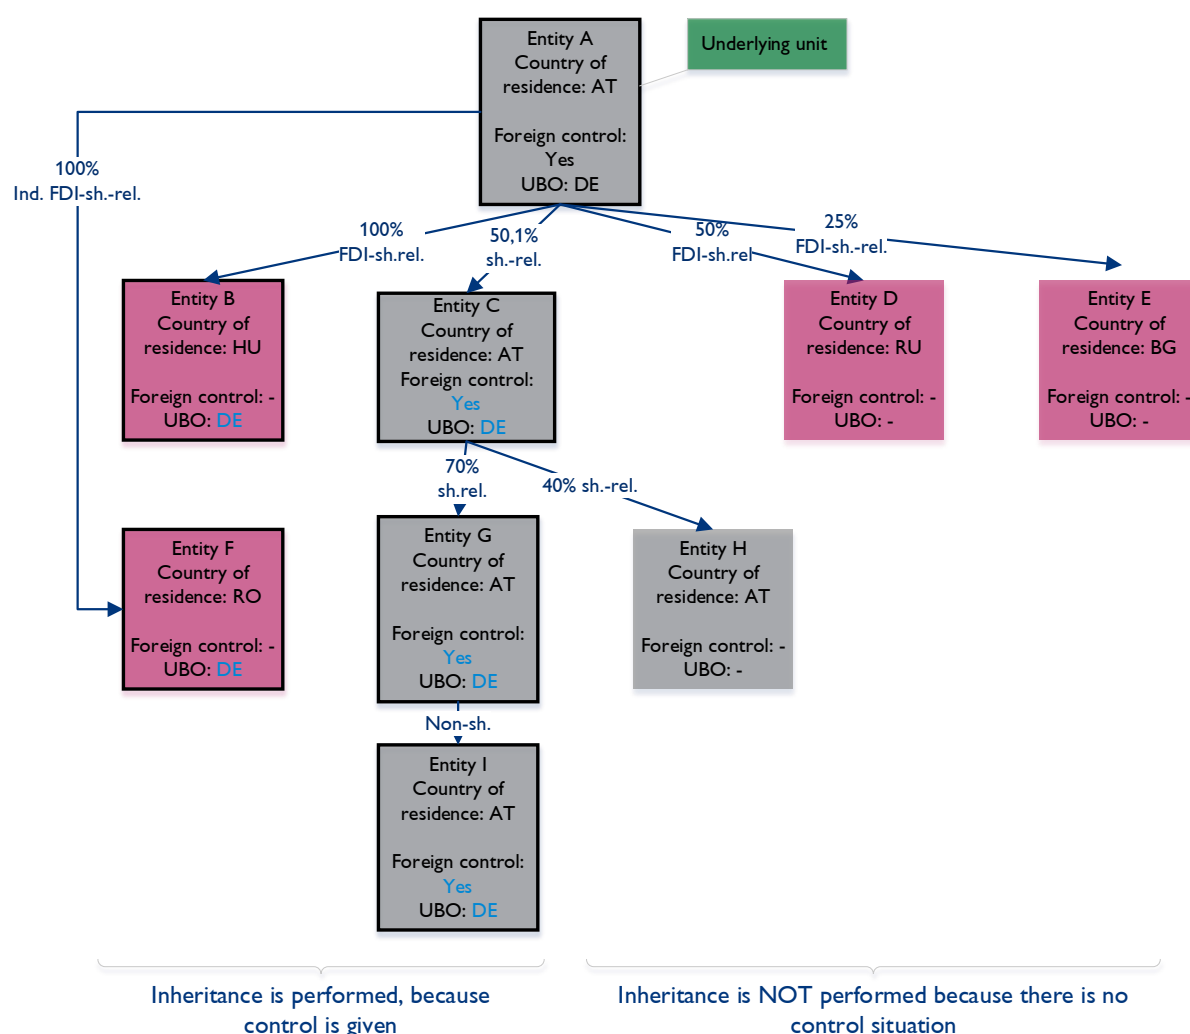 Entity A
Country of
residence: AT
Foreign control:
Yes
UBO: DE
Underlying unit
100%
Ind. FDI-sh.-rel.
100%
FDI-sh.rel.
50,1%
sh.-rel.
50%
FDI-sh.rel
25%
FDI-sh.-rel.
Entity B
Country of
residence: HU
Foreign control: -
UBO: DE
Entity C
Country of
residence: AT
Foreign control:
Yes
UBO: DE
Entity D
Country of
residence: RU
Foreign control: -
UBO: -
Entity E
Country of
residence: BG
Foreign control: -
UBO: -
70%
sh.rel.
40% sh.-rel.
Entity F
Country of
residence: RO
Foreign control: -
UBO: DE
Entity G
Country of
residence: AT
Foreign control:
Yes
UBO: DE
Entity H
Country of
residence: AT
Foreign control: -
UBO: -
Non-sh.
Entity I
Country of
residence: AT
Foreign control:
Yes
UBO: DE
Inheritance is performed, because
control is given
Inheritance is NOT performed because there is no
control situation